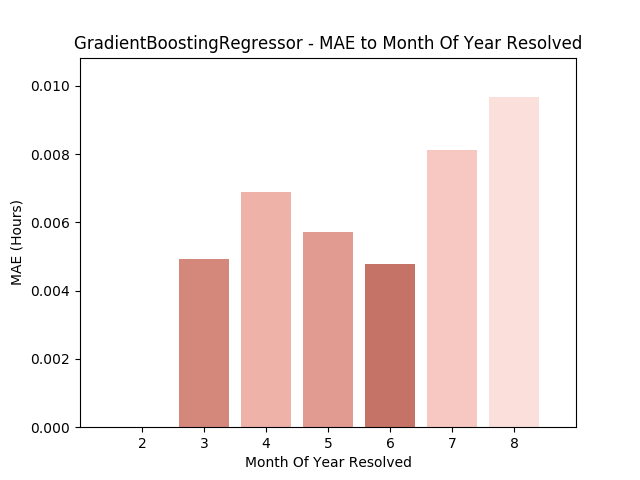 GradientBoostingRegressor - MAE to Month Of Year Resolved
0.010
0.008
0.006
0.004
0.002
0.000
MAE (Hours)
2 3 4 5 6 7 8
Month Of Year Resolved